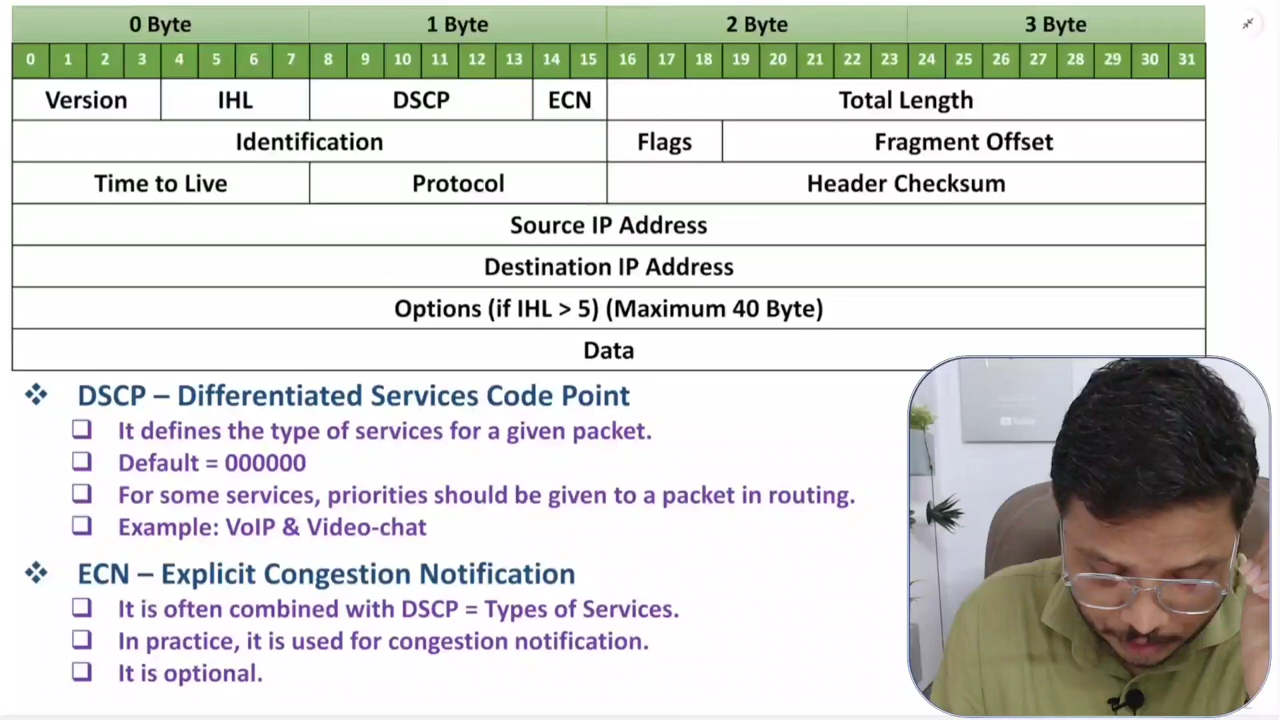 0 Byte 1 Byte 2 Byte 3 Byte
0 1 2 3 4 5 6 7 8 9 10 11 12 13 14 15 16 17 18 19 20 21 22 23 24 25 26 27 28 29 30 31
Version IHL DSCP ECN Total Length
Identification Flags Fragment Offset
Time to Live Protocol Header Checksum
Source IP Address
Destination IP Address
Options (if IHL > 5) (Maximum 40 Byte)
Data
❖ DSCP – Differentiated Services Code Point
❑ It defines the type of services for a given packet.
❑ Default = 000000
❑ For some services, priorities should be given to a packet in routing.
❑ Example: VoIP & Video-chat
❖ ECN – Explicit Congestion Notification
❑ It is often combined with DSCP = Types of Services.
❑ In practice, it is used for congestion notification.
❑ It is optional.